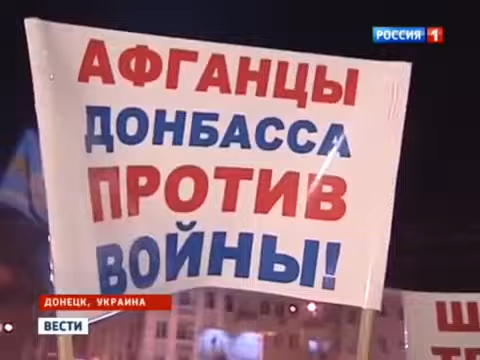 РОССИЯ 1
АФГАНЦЫ
ДОНБАССА
ПРОТИВ
ВОЙНЫ!
ДОНЕЦК, УКРАИНА
ВЕСТИ